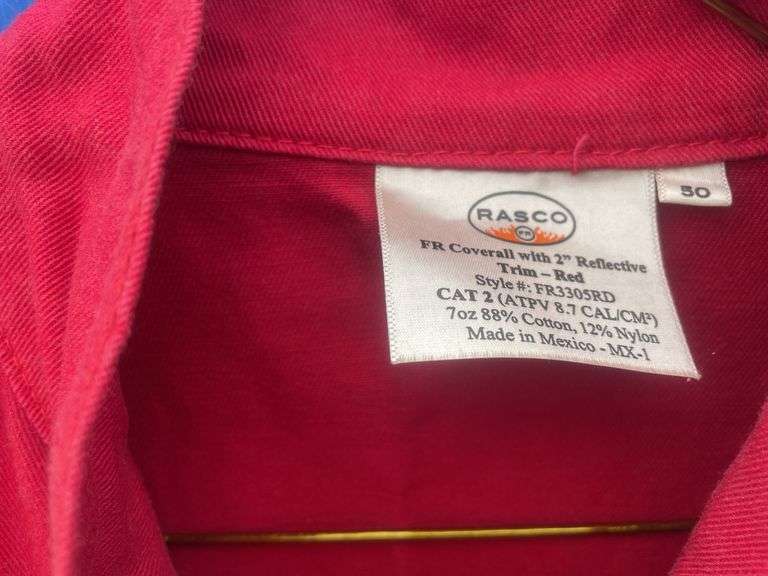 RASCO
FR
50
FR Coverall with 2" Reflective
Trim – Red
Style #: FR3305RD
CAT 2 (ATPV 8.7 CAL/CM²)
7oz 88% Cotton, 12% Nylon
Made in Mexico - MX-1